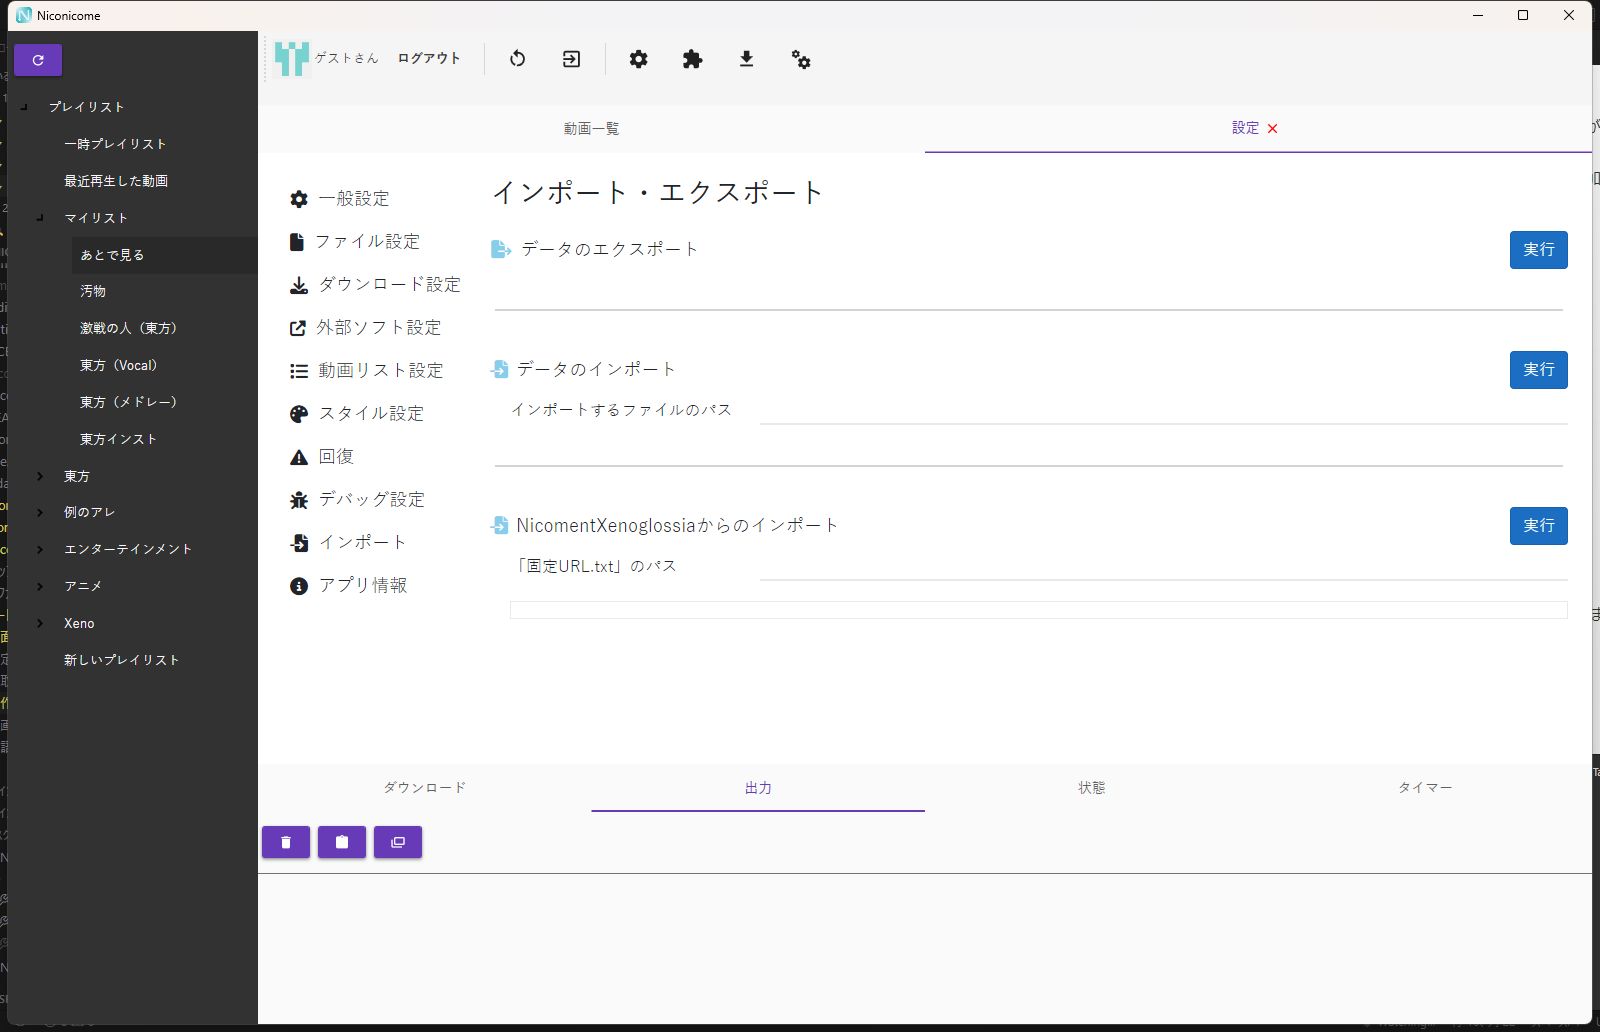 Niconicome
ゲストさん
ログアウト
プレイリスト
一時プレイリスト
最近再生した動画
マイリスト
あとで見る
汚物
激戦の人（東方）
東方（Vocal）
東方（メドレー）
東方インスト
東方
例のアレ
エンターテインメント
アニメ
Xeno
新しいプレイリスト
動画一覧
設定
一般設定
ファイル設定
ダウンロード設定
外部ソフト設定
動画リスト設定
スタイル設定
回復
デバッグ設定
インポート
アプリ情報
インポート・エクスポート
データのエクスポート
実行
データのインポート
実行
インポートするファイルのパス
NicomentXenoglossiaからのインポート
実行
「固定URL.txt」のパス
ダウンロード
出力
状態
タイマー